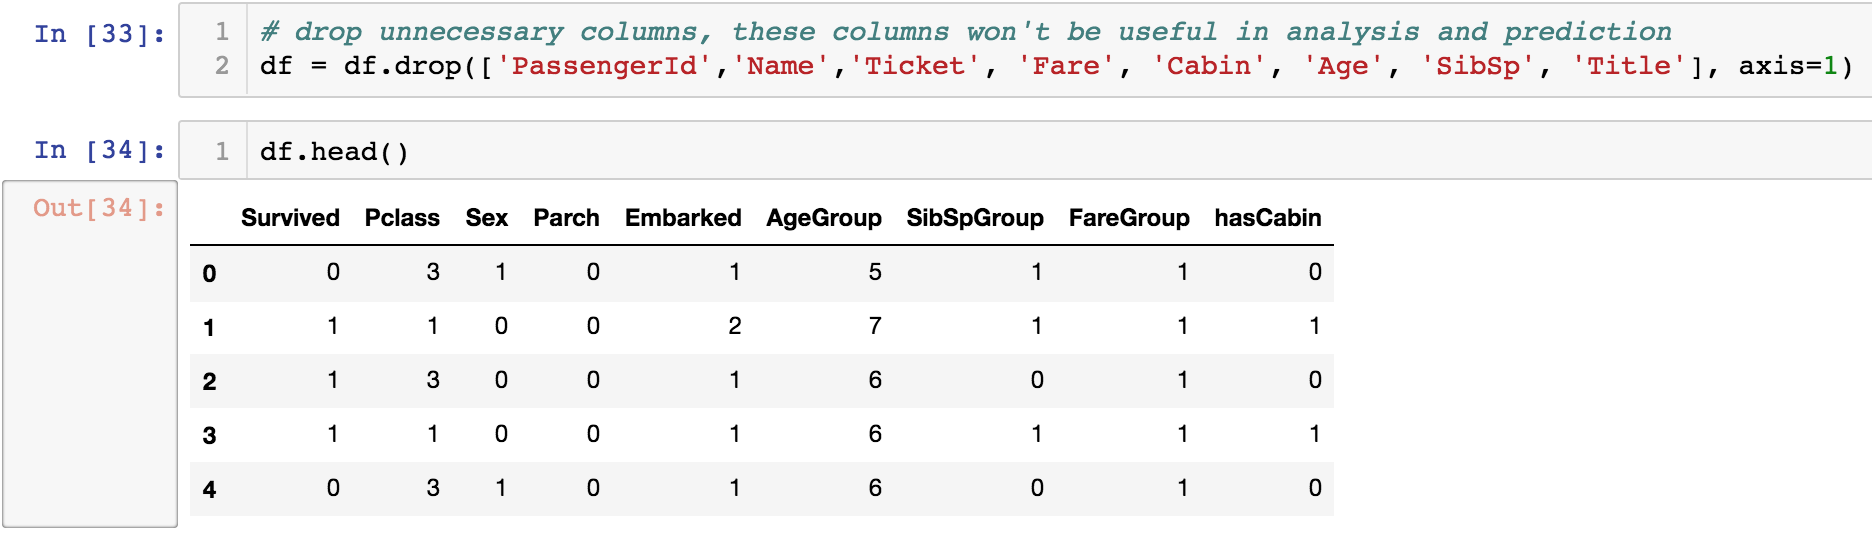 In [33]:
1 # drop unnecessary columns, these columns won't be useful in analysis and prediction
2 df = df.drop(['PassengerId','Name','Ticket', 'Fare', 'Cabin', 'Age', 'SibSp', 'Title'], axis=1)
In [34]:
1 df.head()
Out[34]:
Survived Pclass Sex Parch Embarked AgeGroup SibSpGroup FareGroup hasCabin
0 0 3 1 0 1 5 1 1 0
1 1 1 0 0 2 7 1 1 1
2 1 3 0 0 1 6 0 1 0
3 1 1 0 0 1 6 1 1 1
4 0 3 1 0 1 6 0 1 0